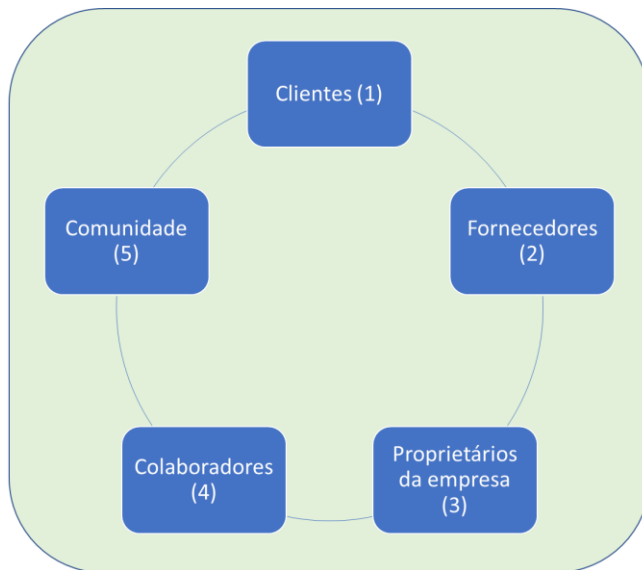 Clientes (1)
Fornecedores
(2)
Proprietários
da empresa
(3)
Colaboradores
(4)
Comunidade
(5)